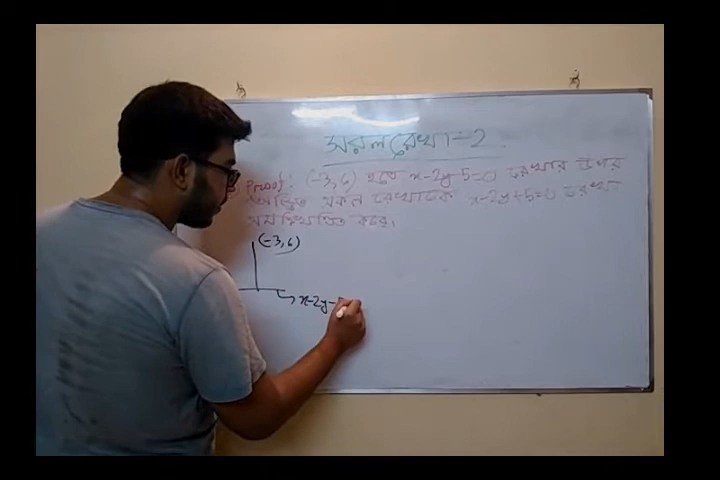 সরলরেখা-2
Proof: (-3, 6) হতে x-2y-5=0 রেখার উপর
অঙ্কিত সকল রেখাকে x-2y+5=0 রেখা
সমদ্বিখণ্ডিত করে।
(-3, 6)
x-2y-